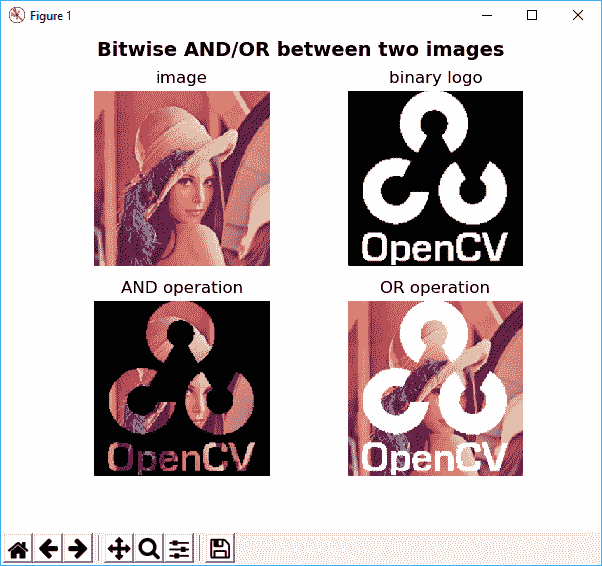 Figure 1
Bitwise AND/OR between two images
image
binary logo
OpenCV
AND operation
OR operation
OpenCV
OpenCV